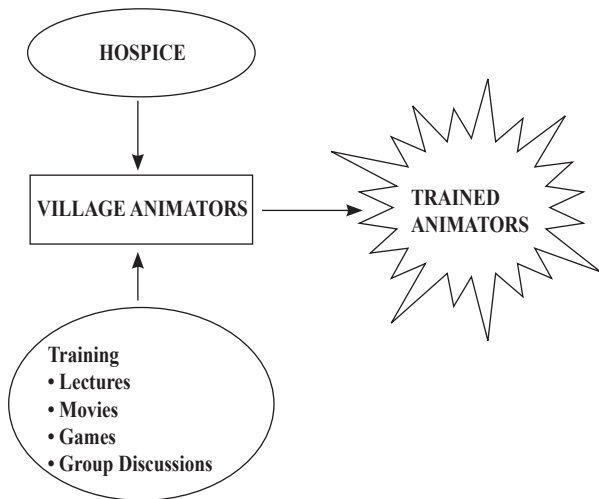 HOSPICE
VILLAGE ANIMATORS
TRAINED
ANIMATORS
Training
• Lectures
• Movies
• Games
• Group Discussions